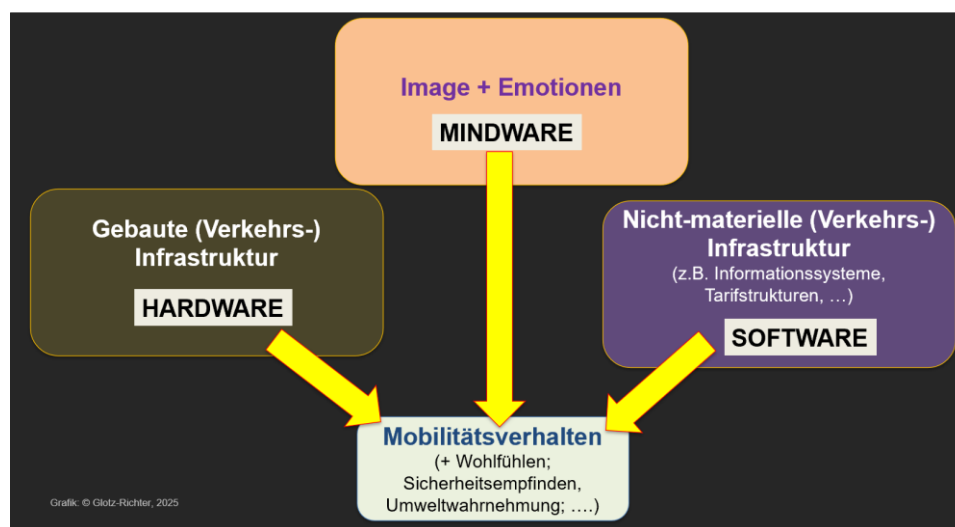 Image + Emotionen
MINDWARE
Gebaute (Verkehrs-)
Infrastruktur
HARDWARE
Nicht-materielle (Verkehrs-)
Infrastruktur
(z.B. Informationssysteme,
Tarifstrukturen, …)
SOFTWARE
Mobilitätsverhalten
(+ Wohlfühlen;
Sicherheitsempfinden,
Umweltwahrnehmung; ….)
Grafik: © Glotz-Richter, 2025